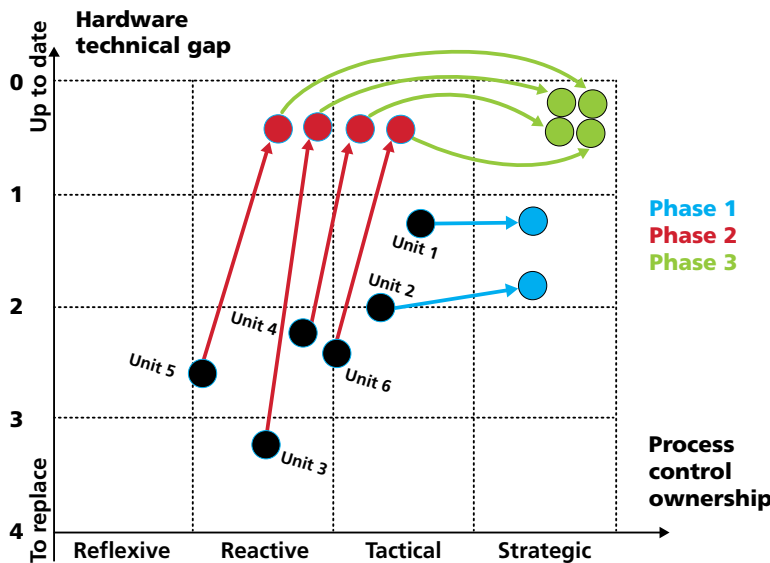 Hardware
technical gap
Up to date
0
1
Unit 1
Phase 1
Phase 2
Phase 3
Unit 2
2
Unit 4
Unit 5
Unit 6
3
Unit 3
Process
control
ownership
To replace
4
Reflexive
Reactive
Tactical
Strategic